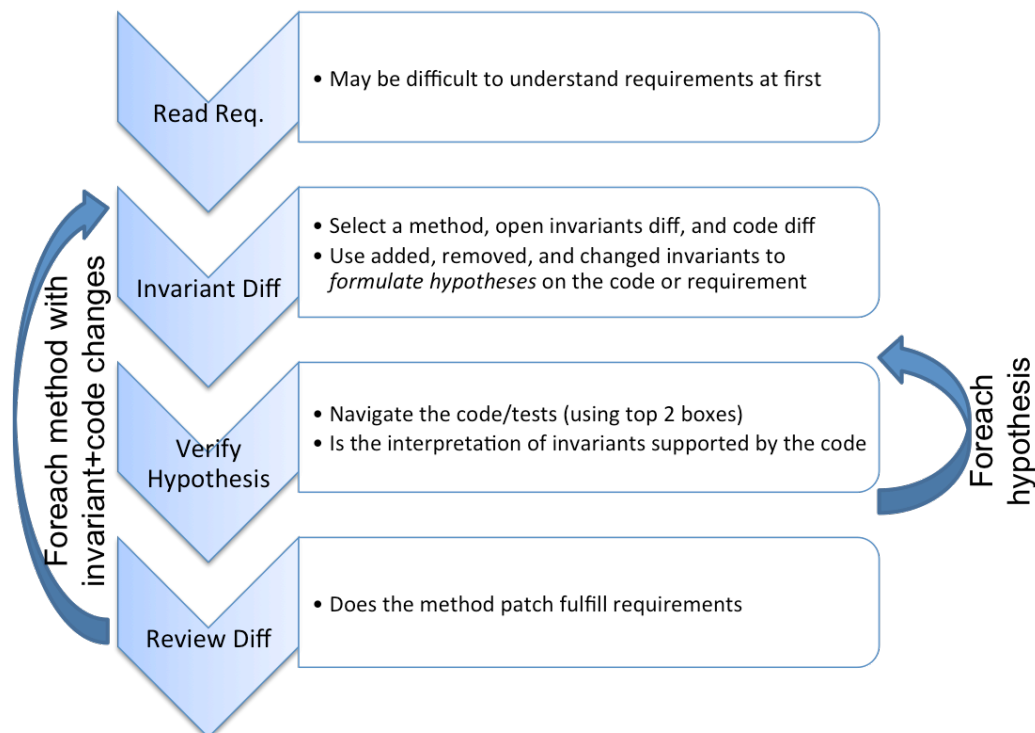 Read Req.
• May be difficult to understand requirements at first
Invariant Diff
• Select a method, open invariants diff, and code diff
• Use added, removed, and changed invariants to
formulate hypotheses on the code or requirement
Verify
Hypothesis
• Navigate the code/tests (using top 2 boxes)
• Is the interpretation of invariants supported by the code
Review Diff
• Does the method patch fulfill requirements
Foreach method with
invariant+code changes
Foreach
hypothesis